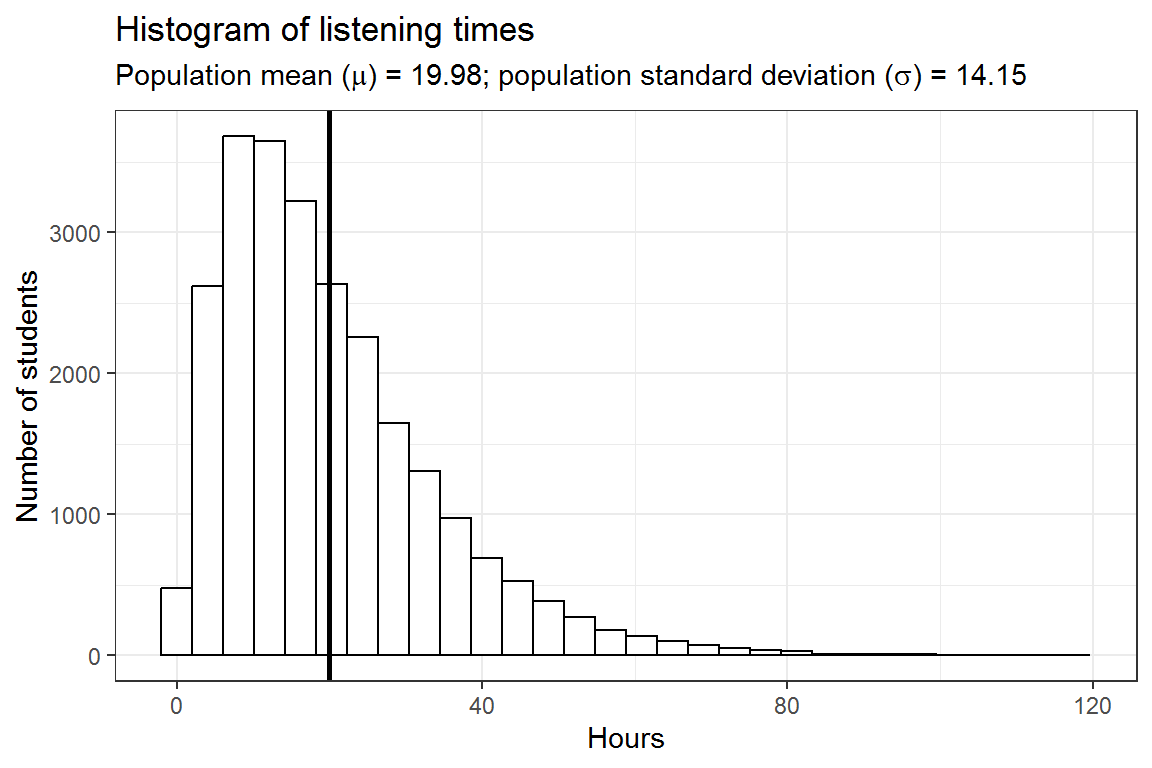 Histogram of listening times
Population mean (μ) = 19.98; population standard deviation (σ) = 14.15
Number of students
3000
2000
1000
0
0 40 80 120
Hours